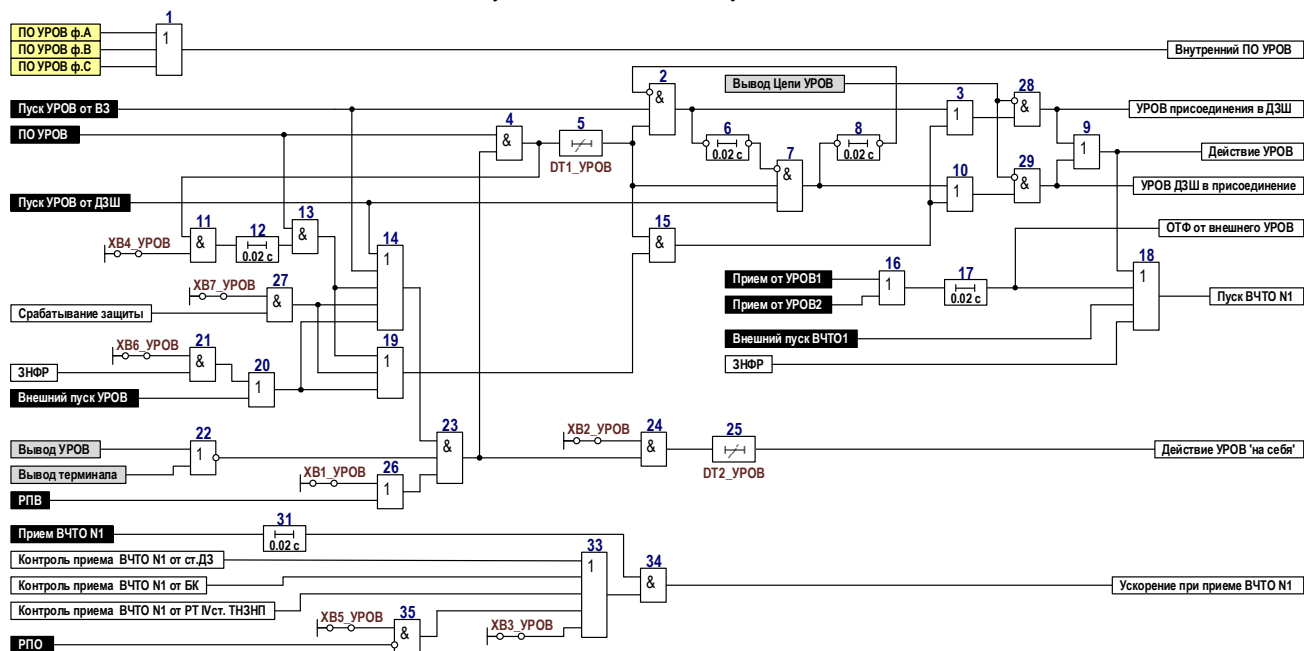 1
ПО УРОВ ф.А
ПО УРОВ ф.В
ПО УРОВ ф.С
1
Внутренний ПО УРОВ
2
&
Вывод Цепи УРОВ
3
1
28
&
УРОВ присоединения в ДЗШ
Пуск УРОВ от ВЗ
ПО УРОВ
4
&
5
DT1_УРОВ
6
0.02 с
8
0.02 с
7
&
9
1
Действие УРОВ
10
1
29
&
УРОВ ДЗШ в присоединение
Пуск УРОВ от ДЗШ
11
&
XB4_УРОВ
12
0.02 с
13
&
14
1
15
&
ОТФ от внешнего УРОВ
16
1
17
0.02 с
18
1
Прием от УРОВ1
Прием от УРОВ2
Пуск ВЧТО N1
XB7_УРОВ
27
&
Срабатывание защиты
Внешний пуск ВЧТО1
ЗНФР
XB6_УРОВ
21
&
19
1
ЗНФР
20
1
Внешний пуск УРОВ
22
1
23
&
XB2_УРОВ
24
&
25
DT2_УРОВ
Вывод УРОВ
Вывод терминала
Действие УРОВ 'на себя'
XB1_УРОВ
26
1
РПВ
Прием ВЧТО N1
31
0.02 с
33
1
34
&
Контроль приема ВЧТО N1 от ст.ДЗ
Контроль приема ВЧТО N1 от БК
Ускорение при приеме ВЧТО N1
Контроль приема ВЧТО N1 от РТ IVст. ТНЗНП
XB5_УРОВ
35
&
XB3_УРОВ
РПО